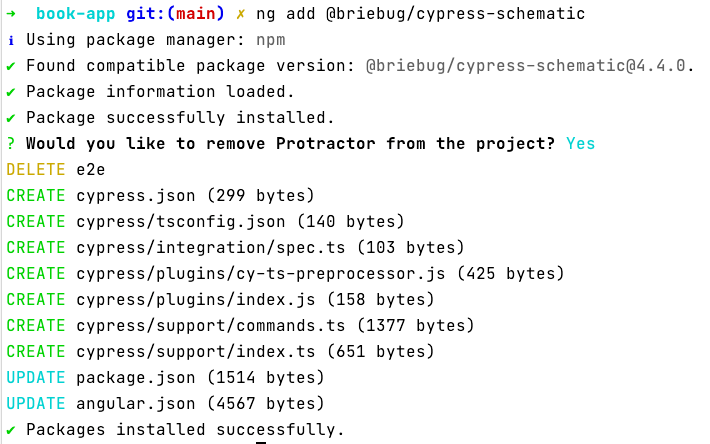 ➜  book-app git:(main) ✗ ng add @briebug/cypress-schematic
ℹ Using package manager: npm
✔ Found compatible package version: @briebug/cypress-schematic@4.4.0.
✔ Package information loaded.
✔ Package successfully installed.
? Would you like to remove Protractor from the project? Yes
DELETE e2e
CREATE cypress.json (299 bytes)
CREATE cypress/tsconfig.json (140 bytes)
CREATE cypress/integration/spec.ts (103 bytes)
CREATE cypress/plugins/cy-ts-preprocessor.js (425 bytes)
CREATE cypress/plugins/index.js (158 bytes)
CREATE cypress/support/commands.ts (1377 bytes)
CREATE cypress/support/index.ts (651 bytes)
UPDATE package.json (1514 bytes)
UPDATE angular.json (4567 bytes)
✔ Packages installed successfully.